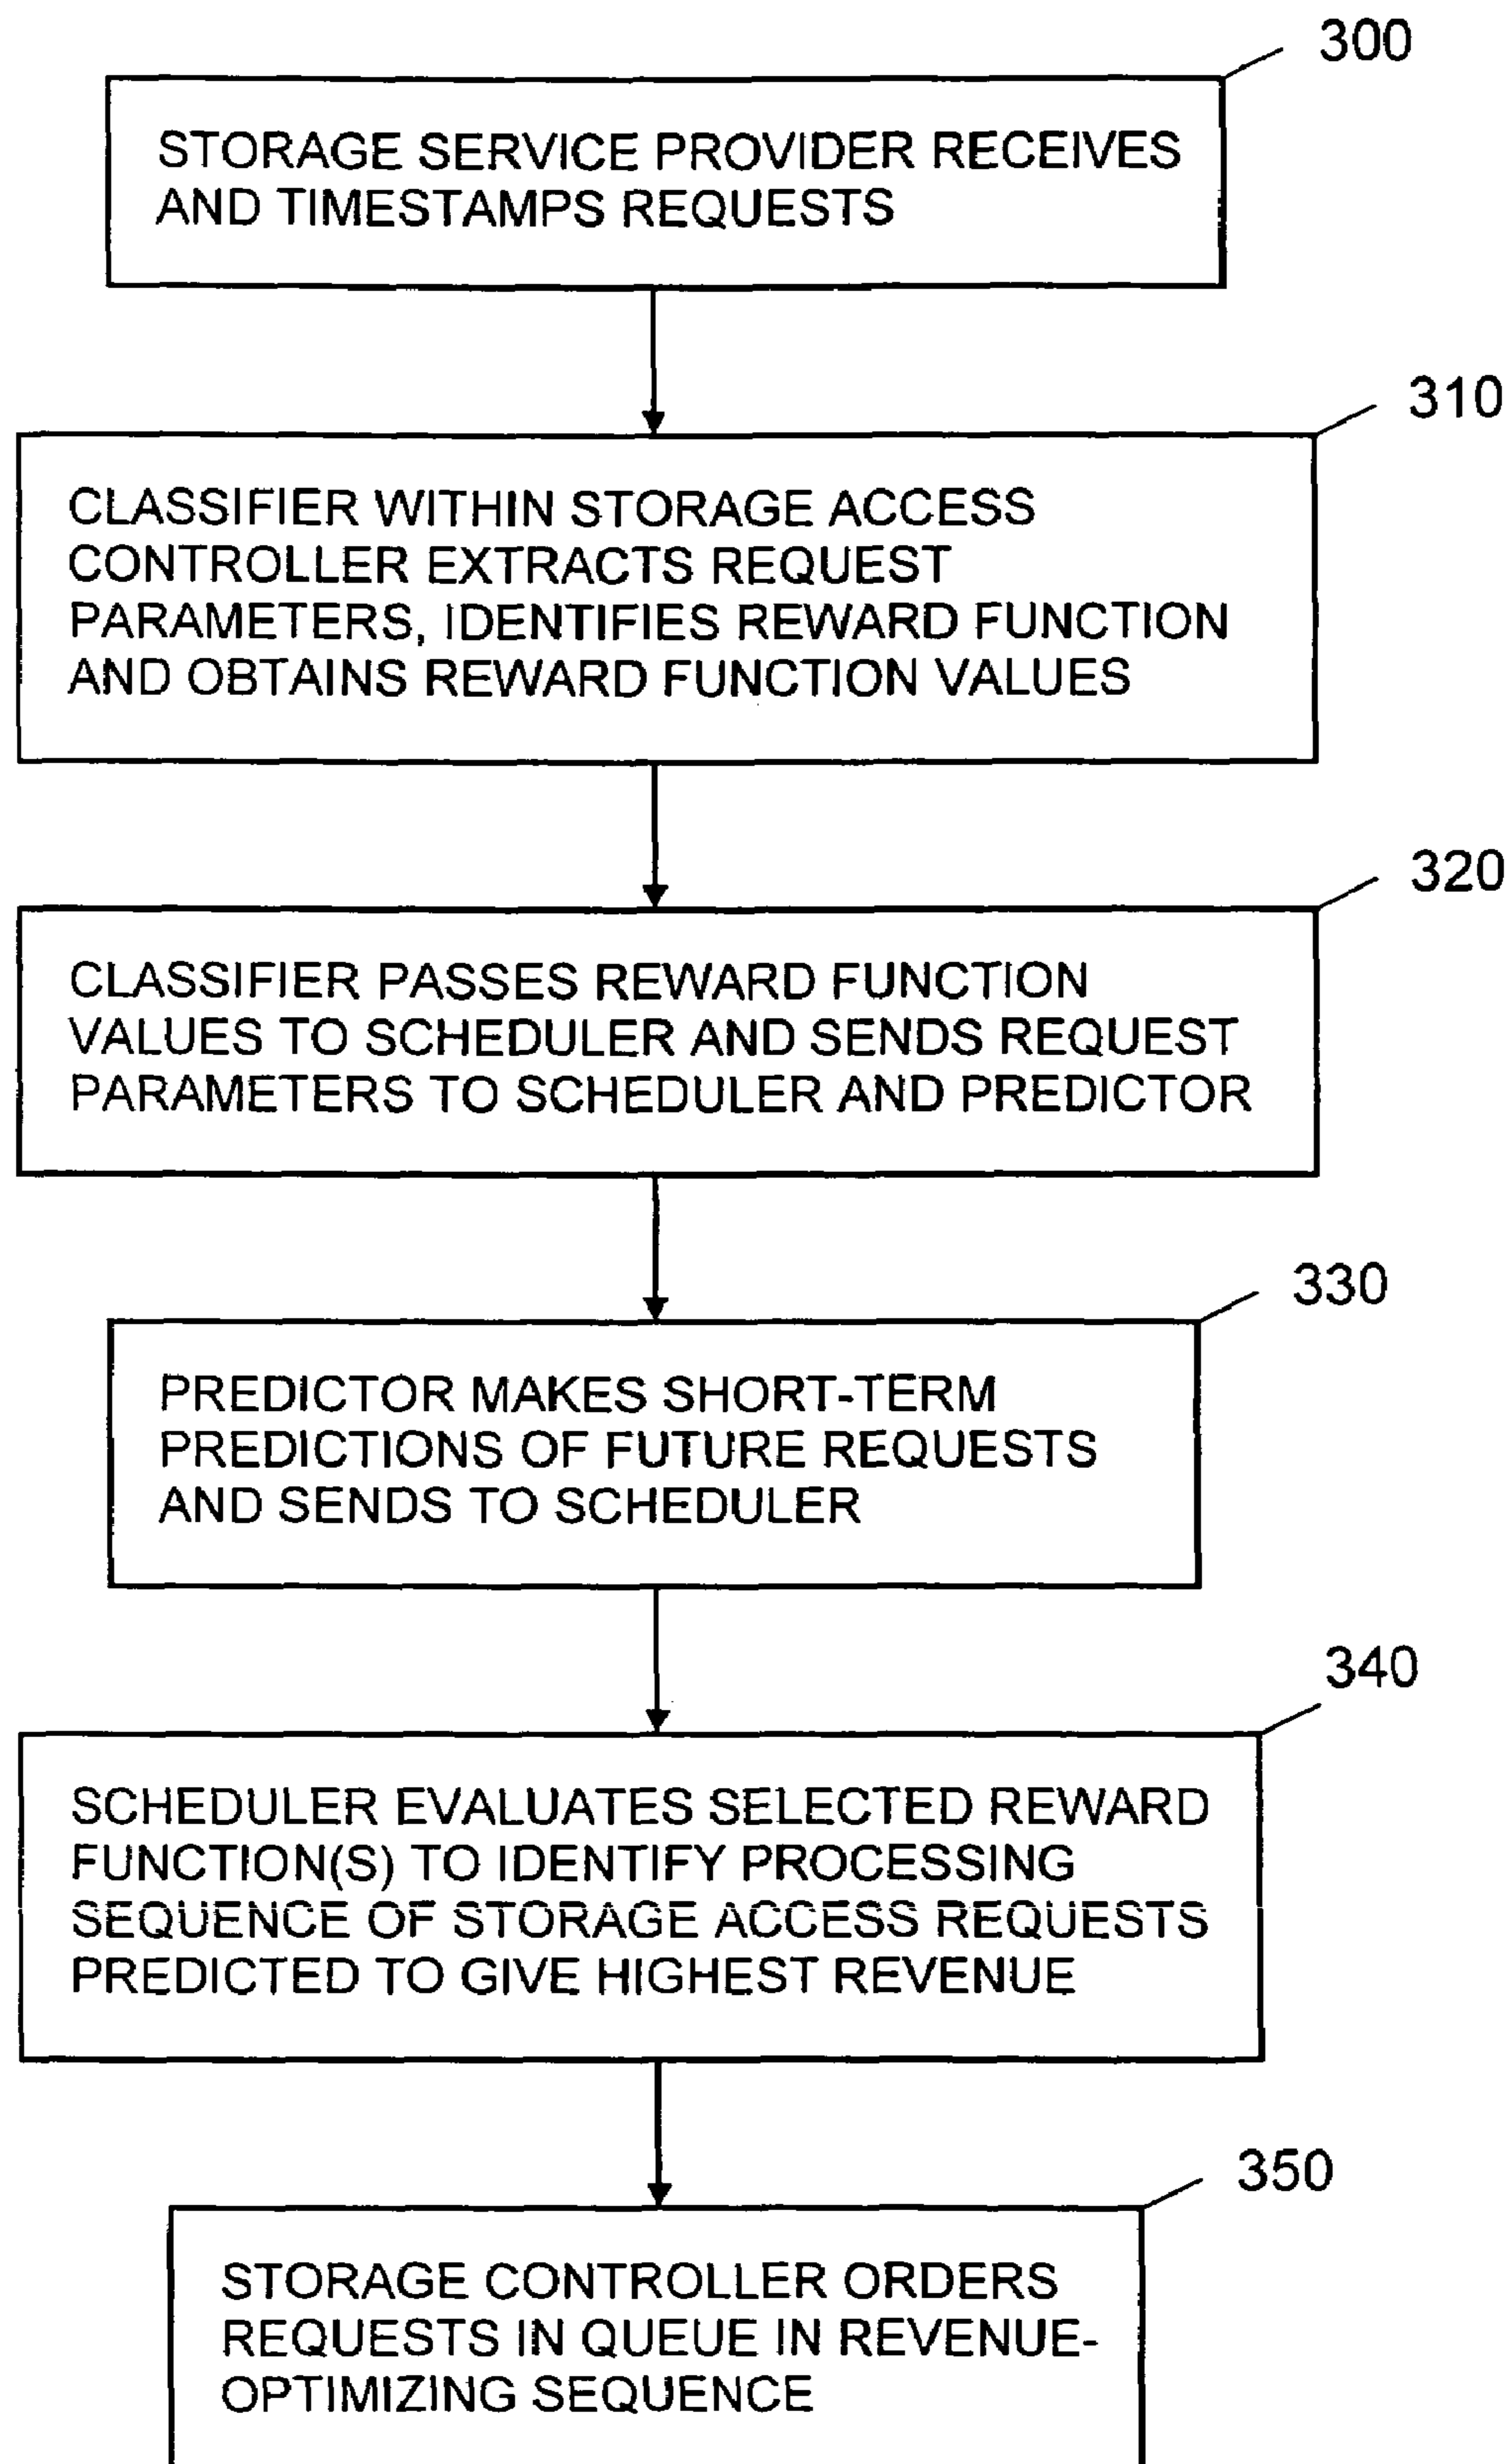 300
STORAGE SERVICE PROVIDER RECEIVES
AND TIMESTAMPS REQUESTS
310
CLASSIFIER WITHIN STORAGE ACCESS
CONTROLLER EXTRACTS REQUEST
PARAMETERS, IDENTIFIES REWARD FUNCTION
AND OBTAINS REWARD FUNCTION VALUES
320
CLASSIFIER PASSES REWARD FUNCTION
VALUES TO SCHEDULER AND SENDS REQUEST
PARAMETERS TO SCHEDULER AND PREDICTOR
330
PREDICTOR MAKES SHORT-TERM
PREDICTIONS OF FUTURE REQUESTS
AND SENDS TO SCHEDULER
340
SCHEDULER EVALUATES SELECTED REWARD
FUNCTION(S) TO IDENTIFY PROCESSING
SEQUENCE OF STORAGE ACCESS REQUESTS
PREDICTED TO GIVE HIGHEST REVENUE
350
STORAGE CONTROLLER ORDERS
REQUESTS IN QUEUE IN REVENUE-
OPTIMIZING SEQUENCE